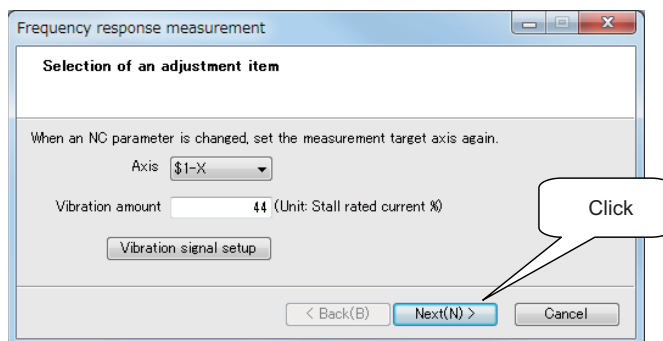 Frequency response measurement
Selection of an adjustment item
When an NC parameter is changed, set the measurement target axis again.
Axis $1-X
Vibration amount 44 (Unit: Stall rated current %)
Click
Vibration signal setup
< Back(B) Next(N) > Cancel